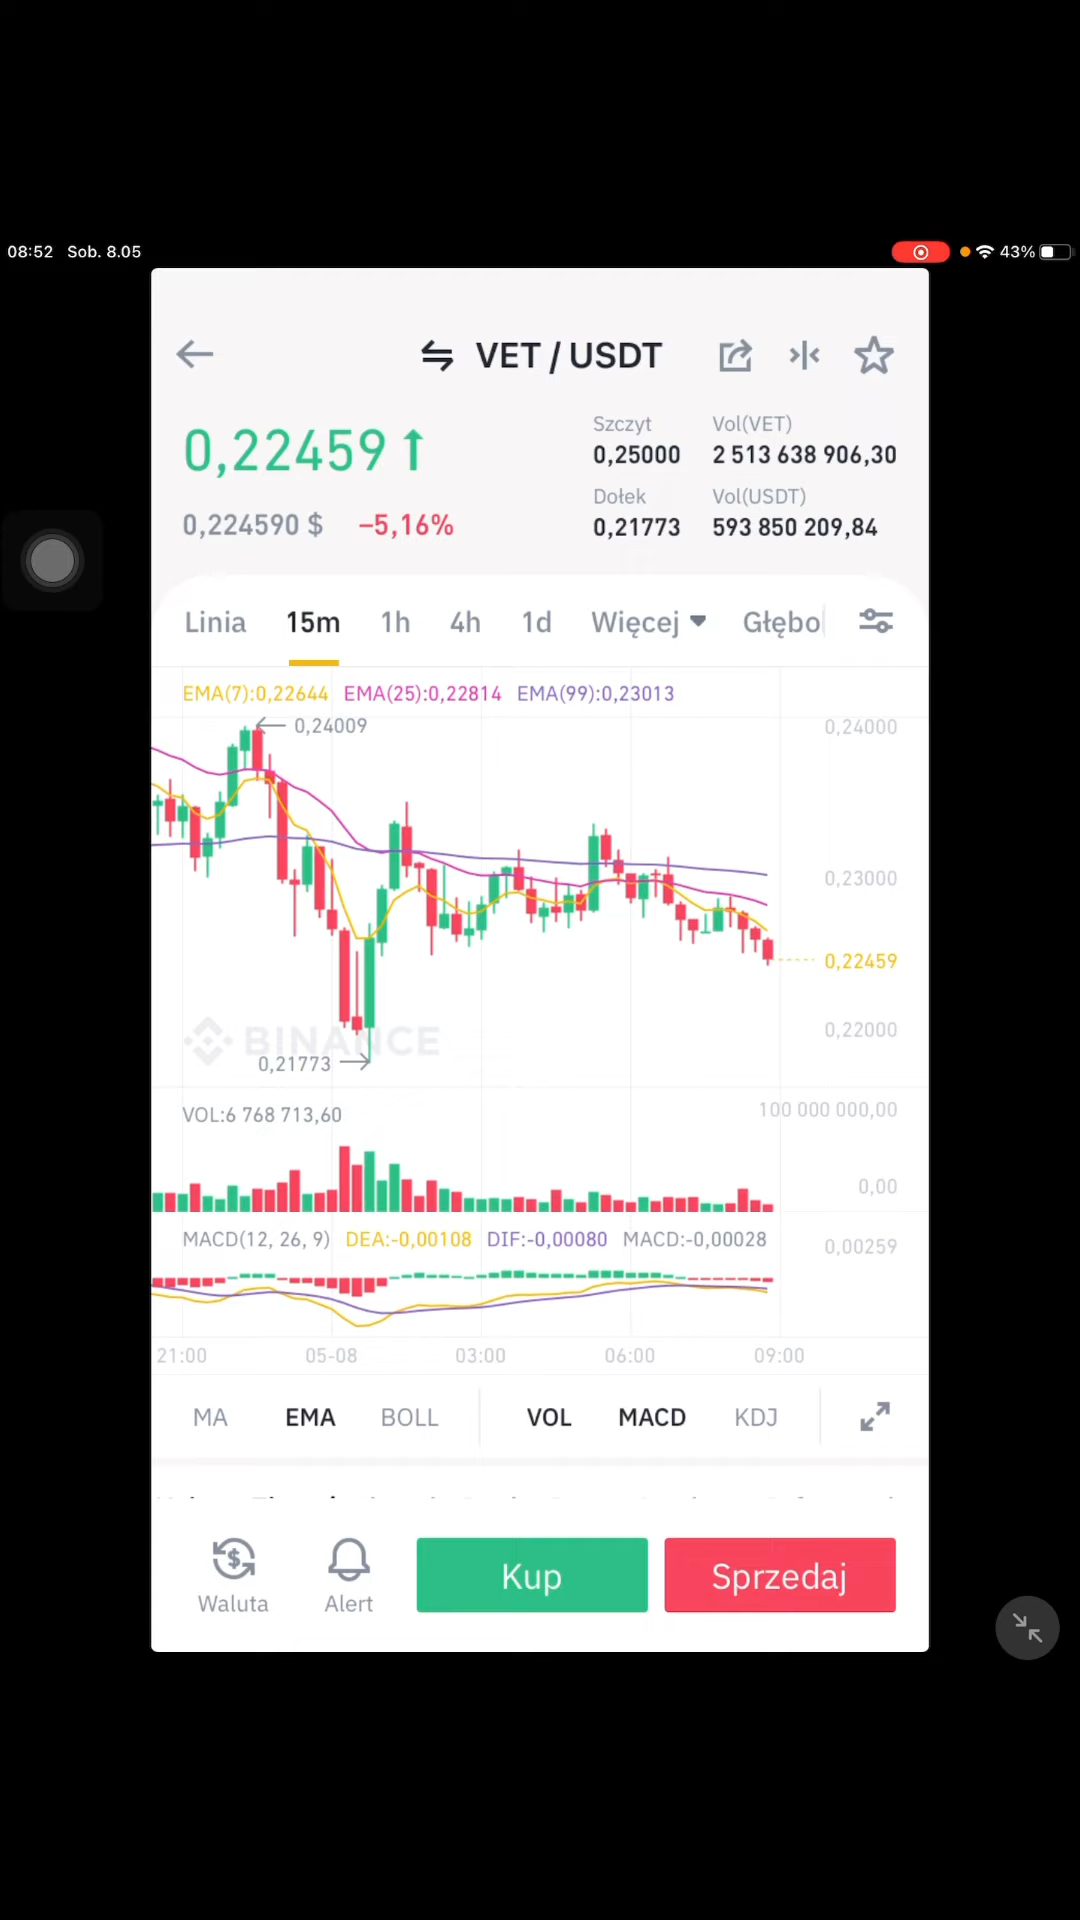 08:52 Sob. 8.05 43%
VET / USDT
0,22459
Szczyt Vol(VET)
0,25000 2 513 638 906,30
Dołek Vol(USDT)
0,21773 593 850 209,84
0,224590 $ –5,16%
Linia 15m 1h 4h 1d Więcej Głębo
EMA(7):0,22644 EMA(25):0,22814 EMA(99):0,23013
0,24009 0,24000
0,23000
0,22459
0,22000
BINANCE
0,21773
VOL:6 768 713,60 100 000 000,00
0,00
MACD(12, 26, 9) DEA:-0,00108 DIF:-0,00080 MACD:-0,00028 0,00259
21:00 05-08 03:00 06:00 09:00
MA EMA BOLL VOL MACD KDJ
Waluta Alert Kup Sprzedaj